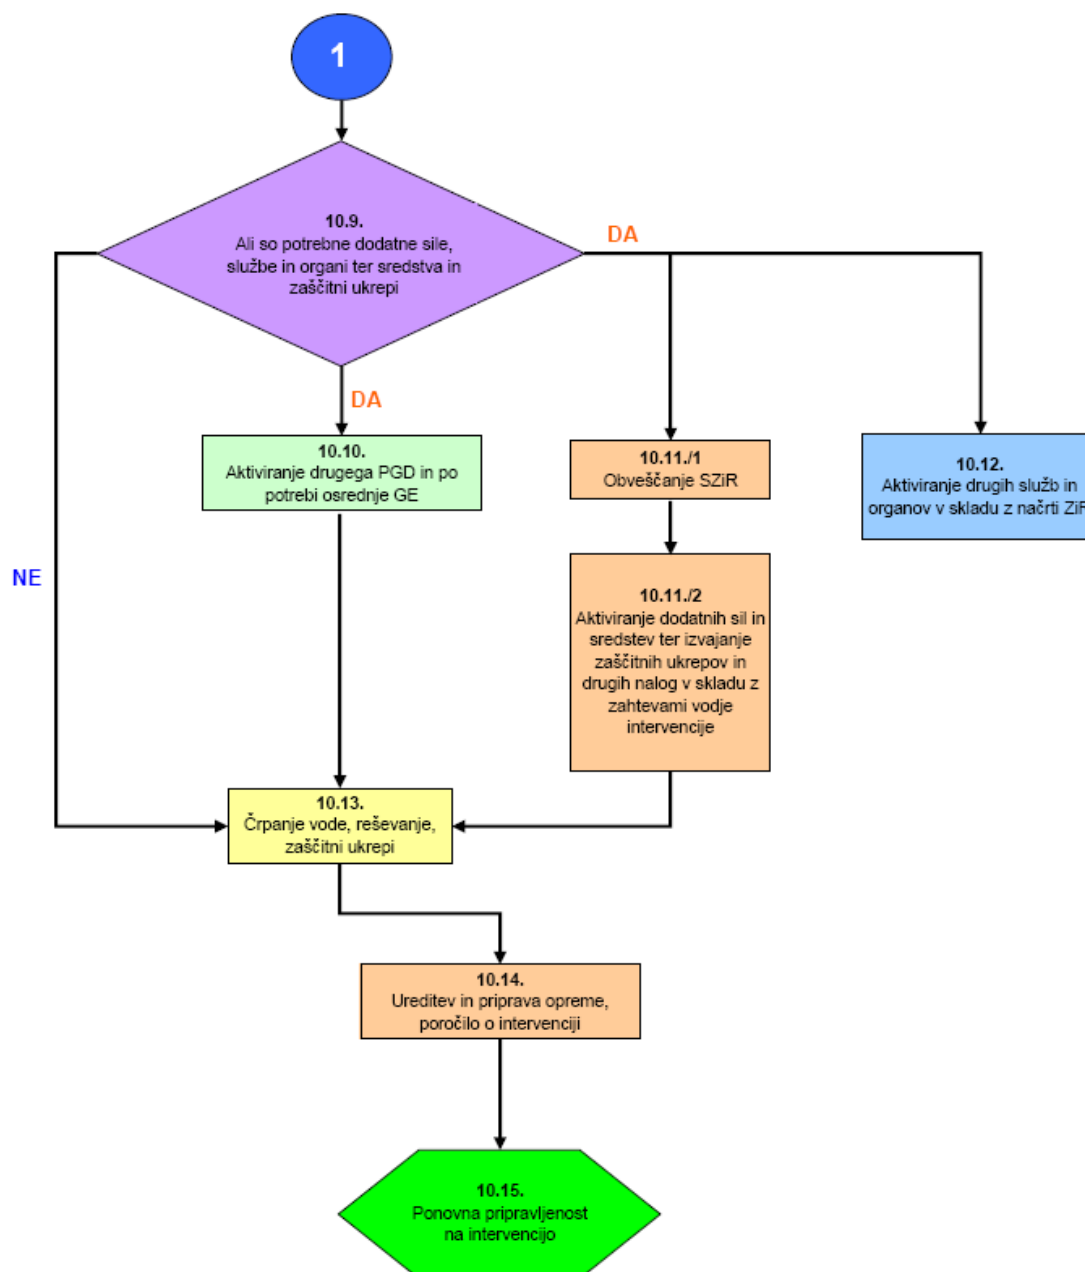 1
10.9.
Ali so potrebne dodatne sile,
službe in organi ter sredstva in
zaščitni ukrepi
DA
DA
NE
10.10.
Aktiviranje drugega PGD in po
potrebi osrednje GE
10.11./1
Obveščanje SZiR
10.12.
Aktiviranje drugih služb in
organov v skladu z načrti ZiR
10.11./2
Aktiviranje dodatnih sil in
sredstev ter izvajanje
zaščitnih ukrepov in
drugih nalog v skladu z
zahtevami vodje
intervencije
10.13.
Črpanje vode, reševanje,
zaščitni ukrepi
10.14.
Ureditev in priprava opreme,
poročilo o intervenciji
10.15.
Ponovna pripravljenost
na intervencijo